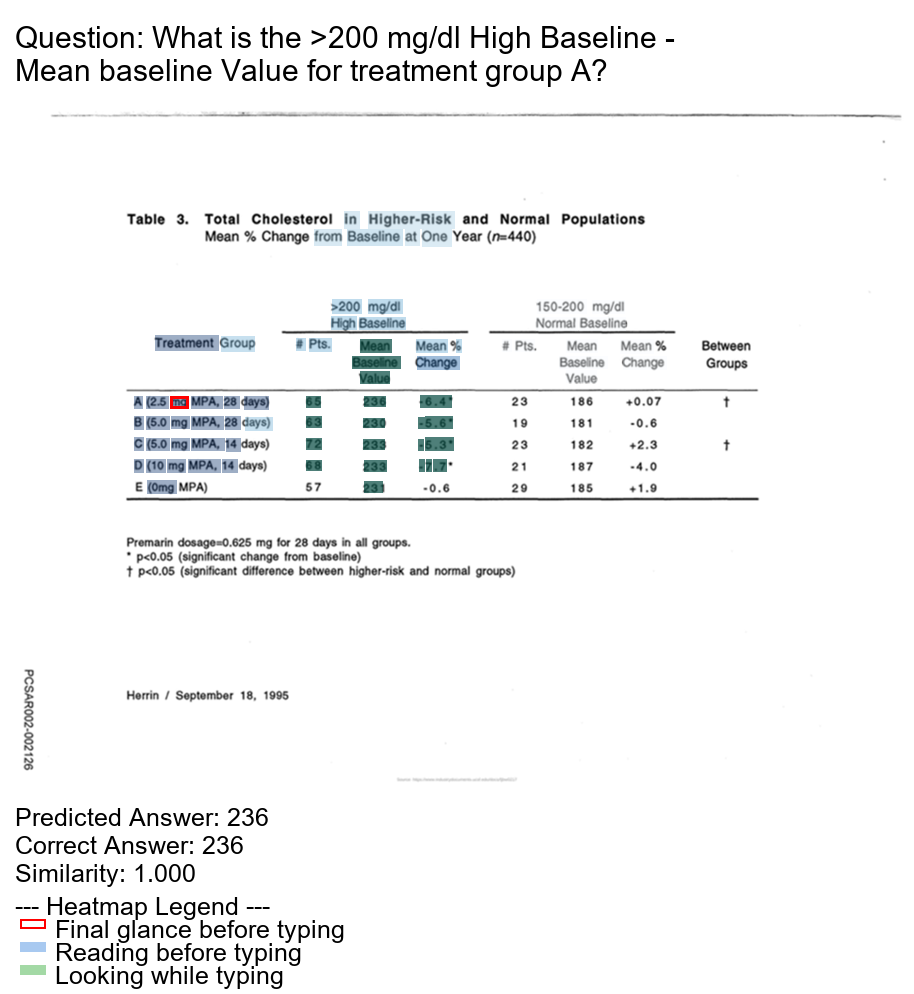 Question: What is the >200 mg/dl High Baseline -
Mean baseline Value for treatment group A?
Table 3. Total Cholesterol in Higher-Risk and Normal Populations
Mean % Change from Baseline at One Year (n=440)
>200 mg/dl 150-200 mg/dl
High Baseline Normal Baseline
Treatment Group # Pts. Mean Mean % # Pts. Mean Mean % Between
Baseline Change Baseline Change Groups
Value Value
A (2.5 mg MPA, 28 days) 65 236 -6.4* 23 186 +0.07 †
B (5.0 mg MPA, 28 days) 63 230 -5.6* 19 181 -0.6
C (5.0 mg MPA, 14 days) 72 233 -5.3* 23 182 +2.3 †
D (10 mg MPA, 14 days) 68 233 -7.7* 21 187 -4.0
E (0mg MPA) 57 231 -0.6 29 185 +1.9
Premarin dosage=0.625 mg for 28 days in all groups.
* p<0.05 (significant change from baseline)
† p<0.05 (significant difference between higher-risk and normal groups)
Herrin / September 18, 1995
PCSAR002-002126
Predicted Answer: 236
Correct Answer: 236
Similarity: 1.000
--- Heatmap Legend ---
Final glance before typing
Reading before typing
Looking while typing